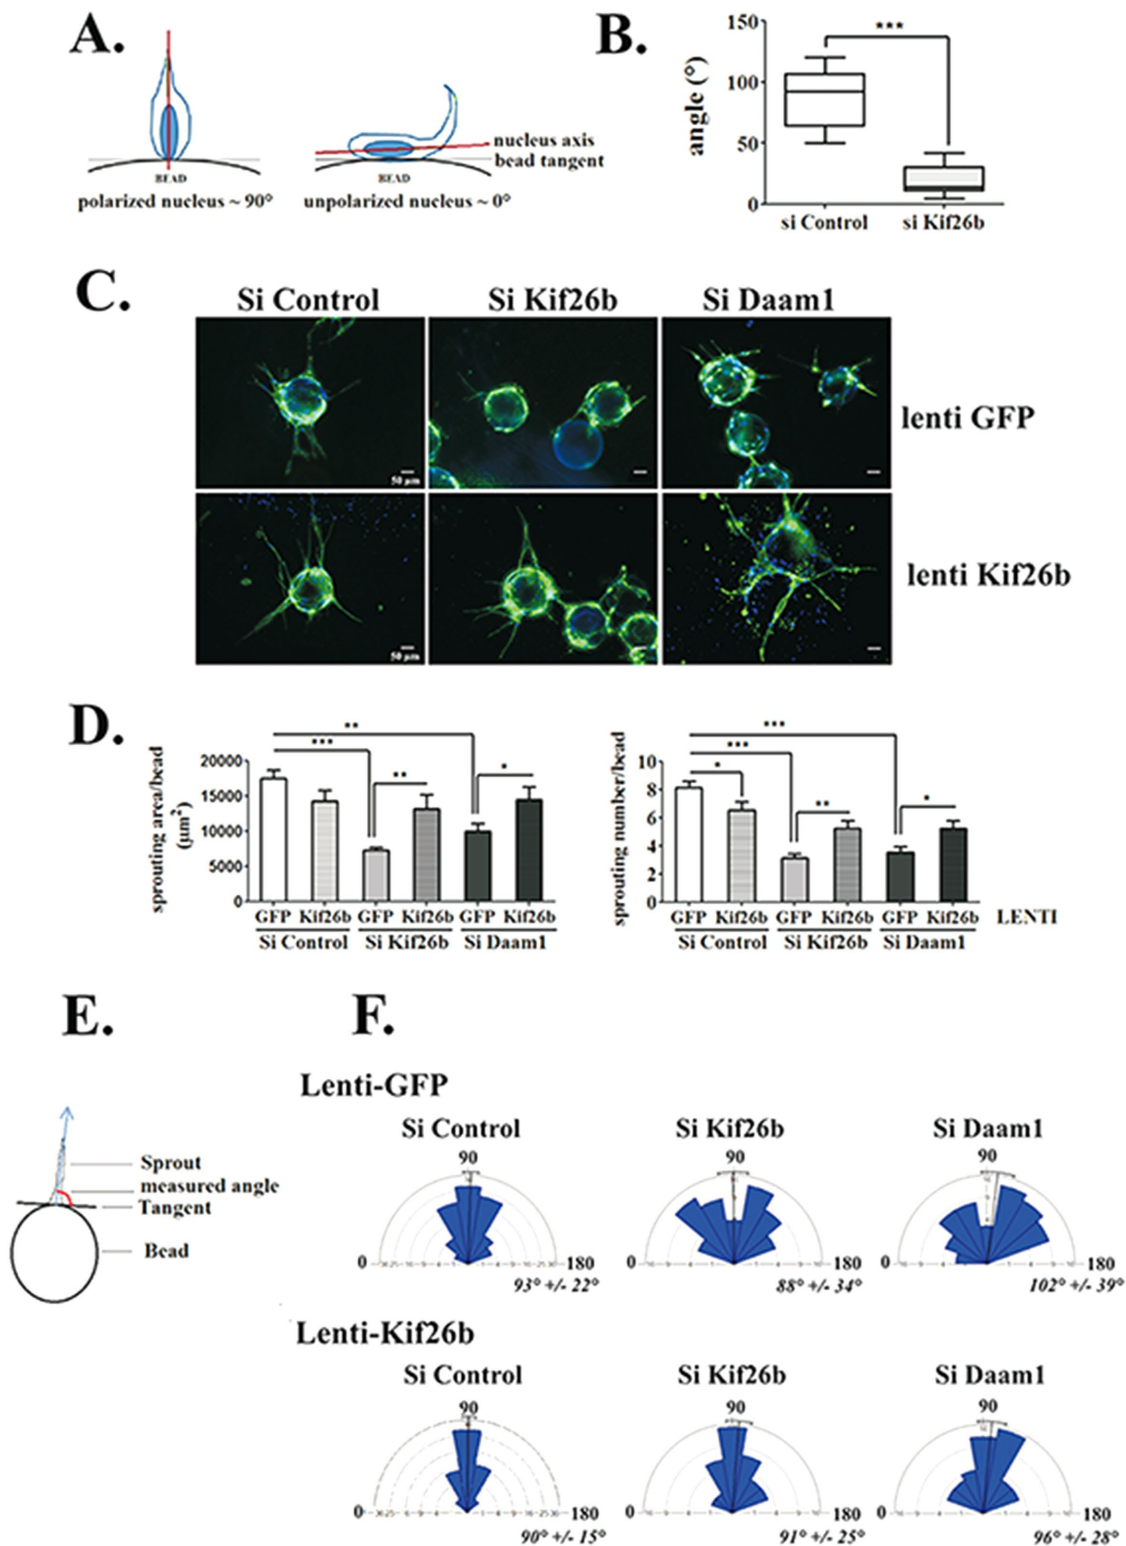 A.
nucleus axis
bead tangent
BEAD
BEAD
polarized nucleus ~ 90°
unpolarized nucleus ~ 0°
B.
angle (°)
150
100
50
0
***
si Control
si Kif26b
C.
Si Control
Si Kif26b
Si Daam1
lenti GFP
50 µm
lenti Kif26b
50 µm
D.
sprouting area/bead
(µm²)
20000
15000
10000
5000
0
**
***
**
*
GFP Kif26b GFP Kif26b GFP Kif26b
Si Control Si Kif26b Si Daam1
sprouting number/bead
10
8
6
4
2
0
***
***
*
**
*
GFP Kif26b GFP Kif26b GFP Kif26b LENTI
Si Control Si Kif26b Si Daam1
E.
Sprout
measured angle
Tangent
Bead
F.
Lenti-GFP
Si Control
90
0
180
93° +/- 22°
Si Kif26b
90
0
180
88° +/- 34°
Si Daam1
90
0
180
102° +/- 39°
Lenti-Kif26b
Si Control
90
0
180
90° +/- 15°
Si Kif26b
90
0
180
91° +/- 25°
Si Daam1
90
0
180
96° +/- 28°